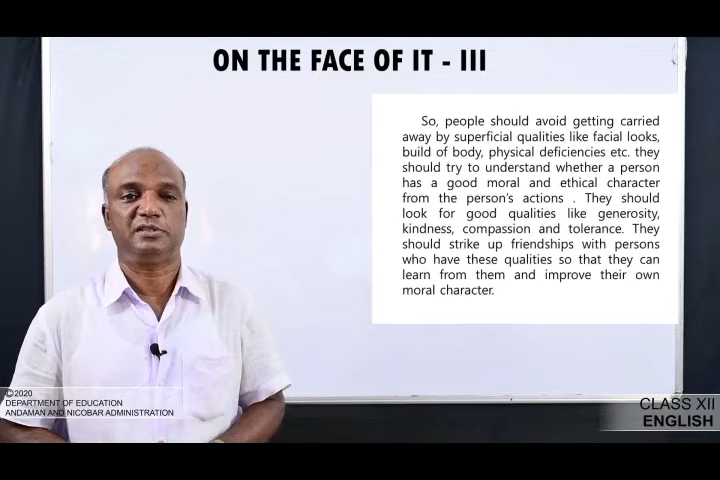 ON THE FACE OF IT - III
So, people should avoid getting carried
away by superficial qualities like facial looks,
build of body, physical deficiencies etc. they
should try to understand whether a person
has a good moral and ethical character
from the person's actions . They should
look for good qualities like generosity,
kindness, compassion and tolerance. They
should strike up friendships with persons
who have these qualities so that they can
learn from them and improve their own
moral character.
©2020
DEPARTMENT OF EDUCATION
ANDAMAN AND NICOBAR ADMINISTRATION
CLASS XII
ENGLISH